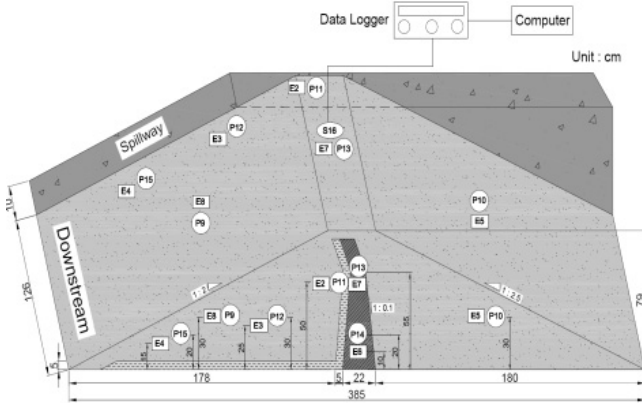 Data Logger
Computer
Unit : cm
E2 P11
Spillway
E3 P12
S16
E7 P13
E4 P15
E8
P9
P10
E5
10
Downstream
126
1:2
1:2.5
1:0.1
79
P13
E2 P11 E7
E8 P9 P12
E3
E5 P10
P15
E4
P14
E6
50
55
15
20
30
25
30
10
20
30
5
178
5
22
180
385